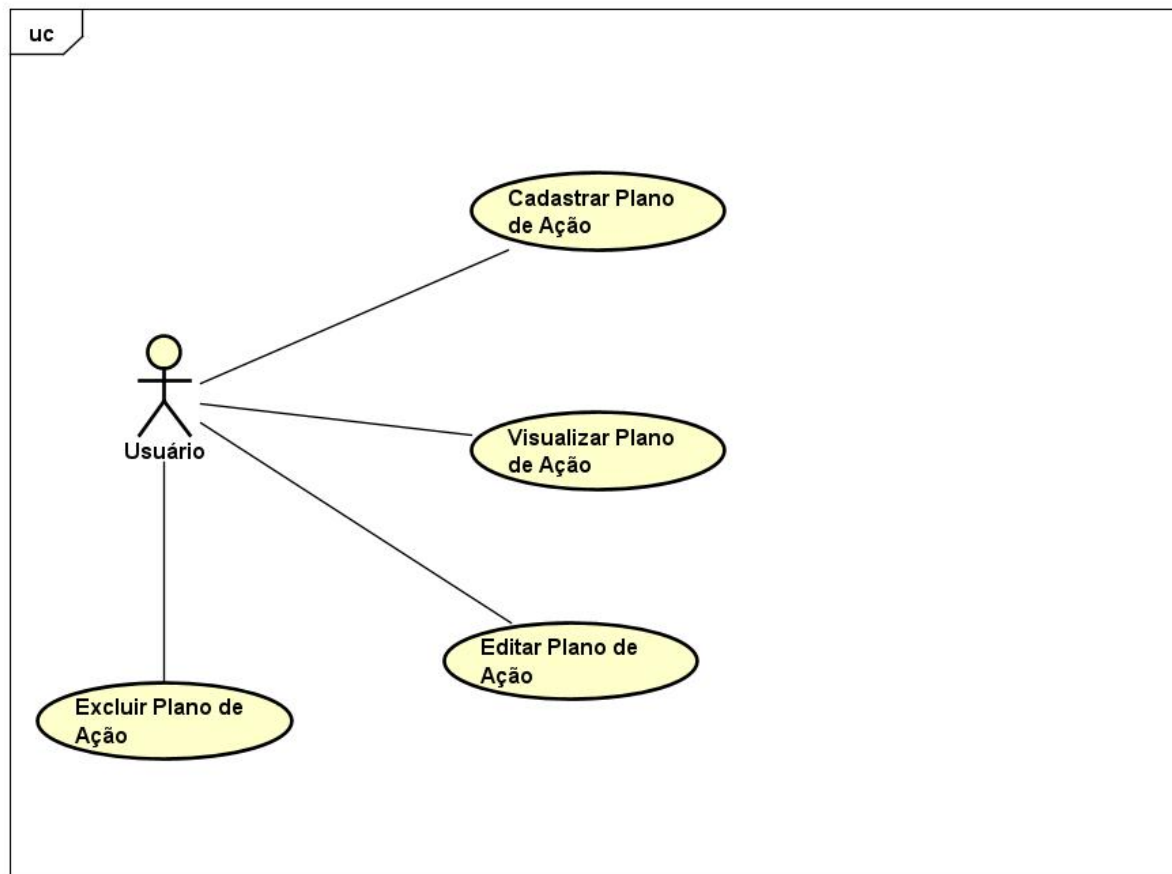 uc
Cadastrar Plano
de Ação
Usuário
Visualizar Plano
de Ação
Editar Plano de
Ação
Excluir Plano de
Ação